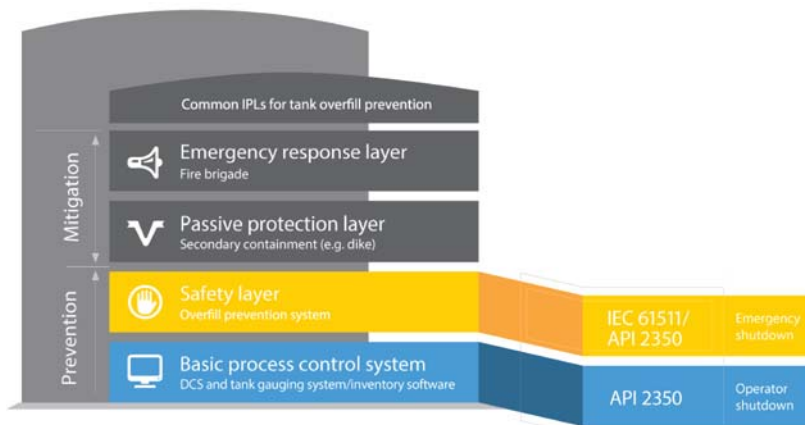 Common IPLs for tank overfill prevention
Mitigation
Emergency response layer
Fire brigade
Passive protection layer
Secondary containment (e.g. dike)
Prevention
Safety layer
Overfill prevention system
IEC 61511/
API 2350
Emergency
shutdown
Basic process control system
DCS and tank gauging system/inventory software
API 2350
Operator
shutdown